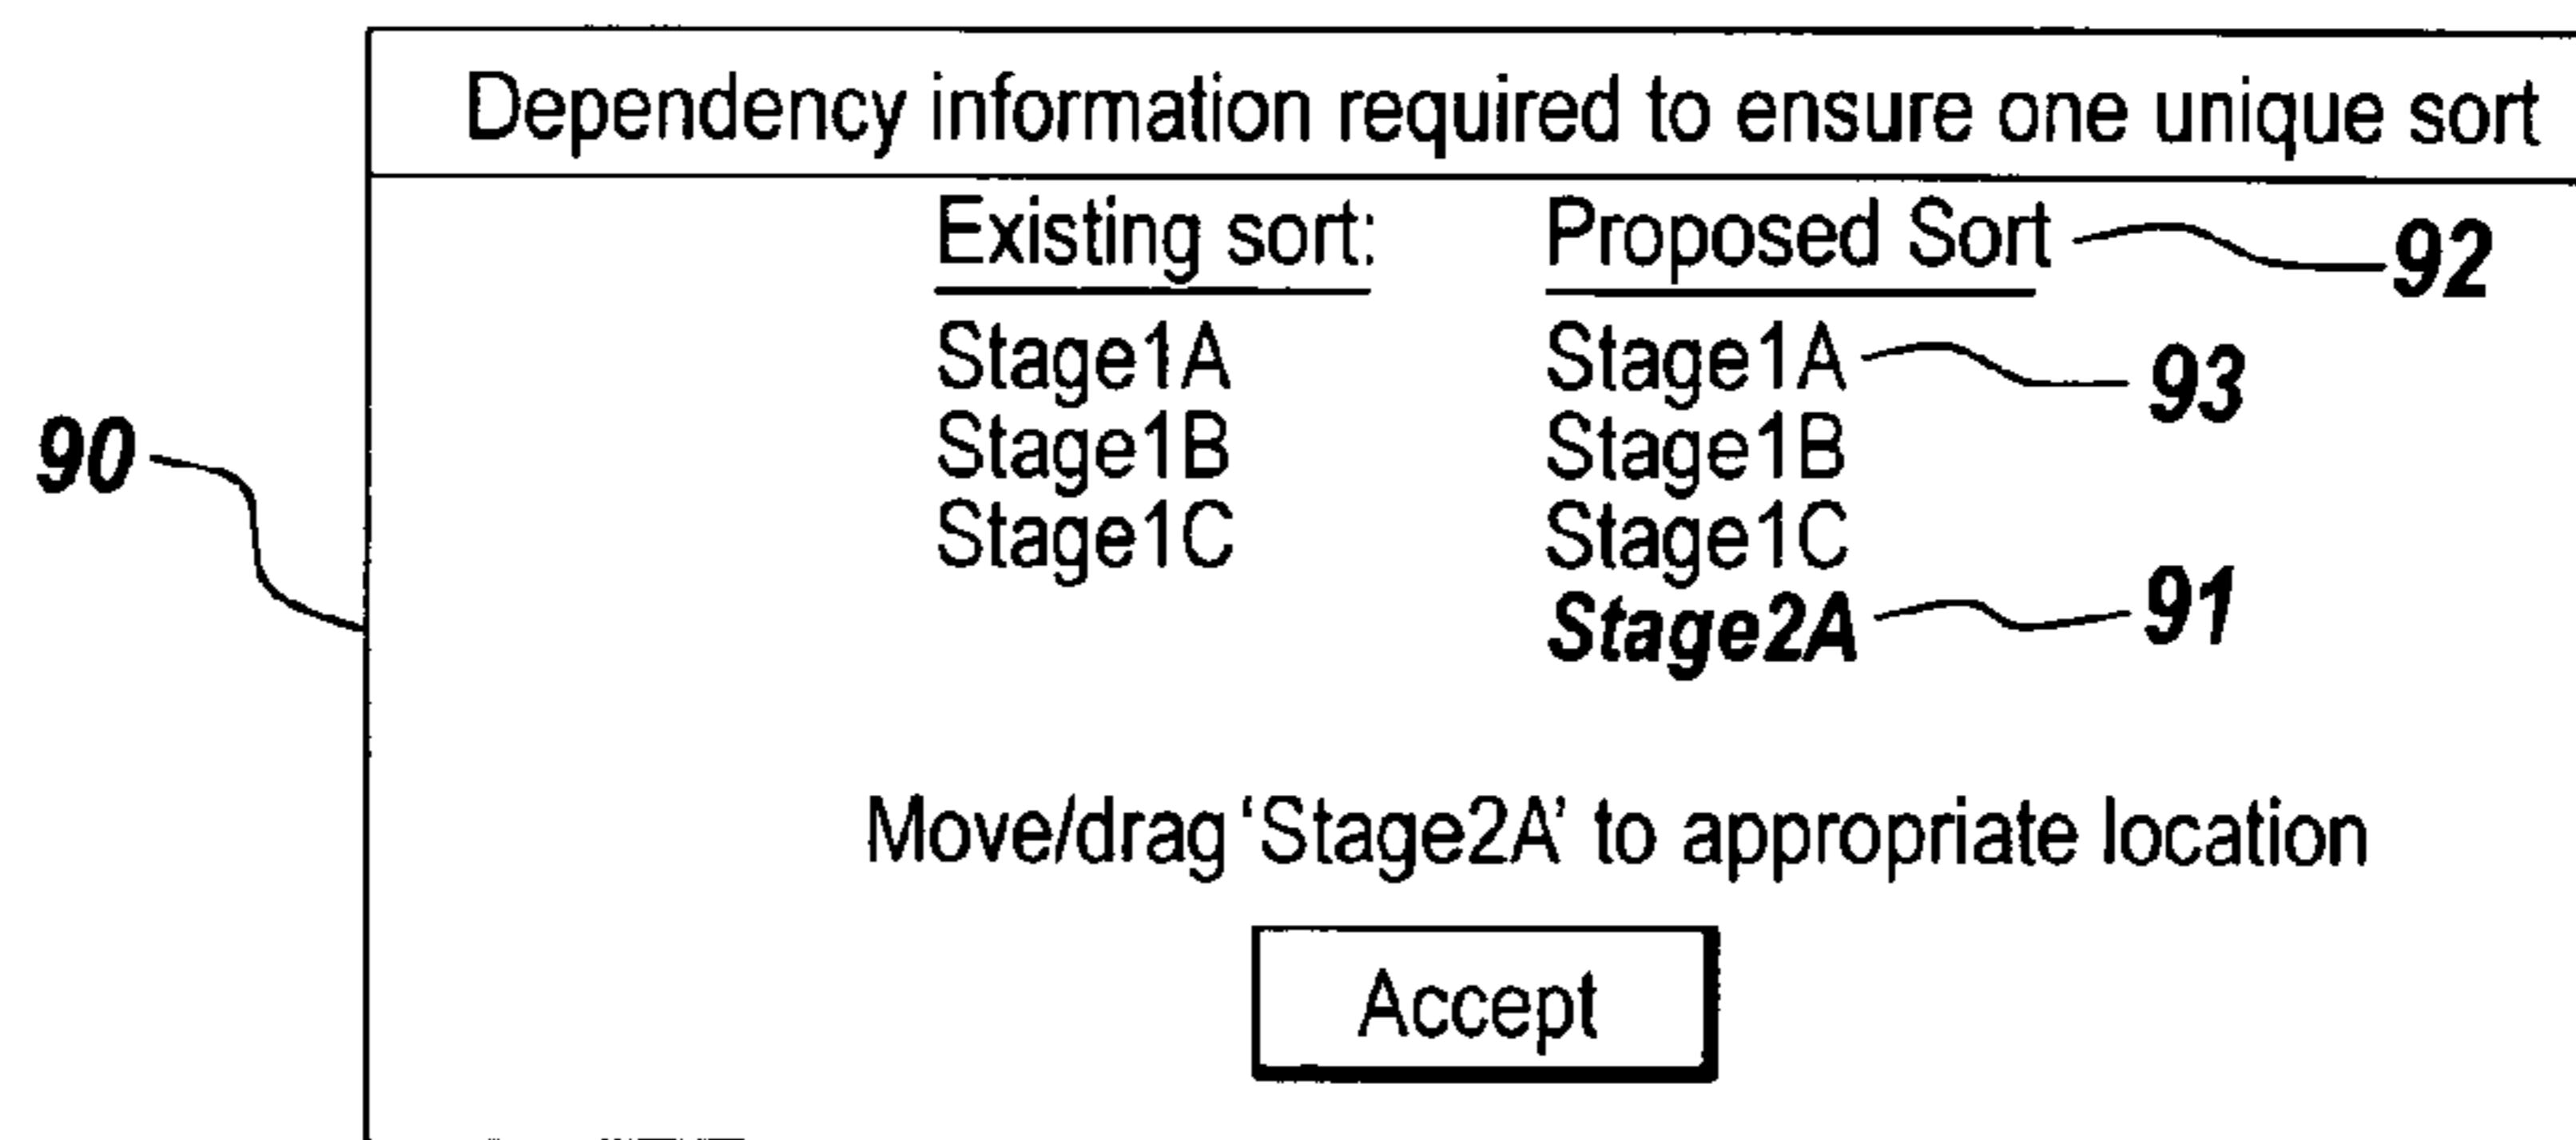 Dependency information required to ensure one unique sort
Existing sort: Proposed Sort 92
Stage1A Stage1A 93
Stage1B Stage1B
90
Stage1C Stage1C
Stage2A 91
Move/drag 'Stage2A' to appropriate location
Accept